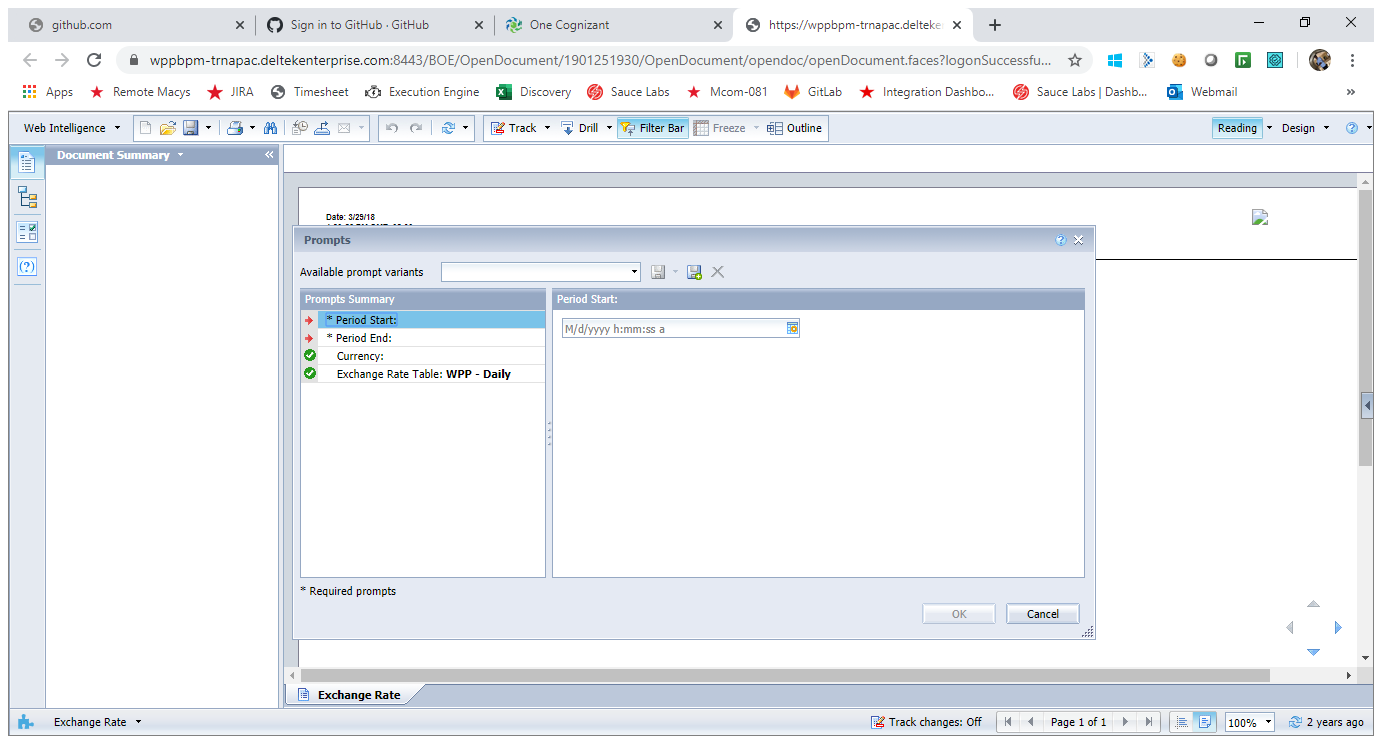 github.com
Sign in to GitHub · GitHub
One Cognizant
https://wppbpm-trnapac.delteke
wppbpm-trnapac.deltekenterprise.com:8443/BOE/OpenDocument/1901251930/OpenDocument/opendoc/openDocument.faces?logonSuccessfu...
Apps Remote Macys JIRA Timesheet Execution Engine Discovery Sauce Labs Mcom-081 GitLab Integration Dashbo... Sauce Labs | Dashb... Webmail »
Web Intelligence Track Drill Filter Bar Freeze Outline Reading Design
Document Summary «
Date: 3/29/18
Prompts
Available prompt variants
Prompts Summary
* Period Start:
* Period End:
Currency:
Exchange Rate Table: WPP - Daily
Period Start:
M/d/yyyy h:mm:ss a
* Required prompts
OK Cancel
Exchange Rate
Exchange Rate Track changes: Off Page 1 of 1 100% 2 years ago